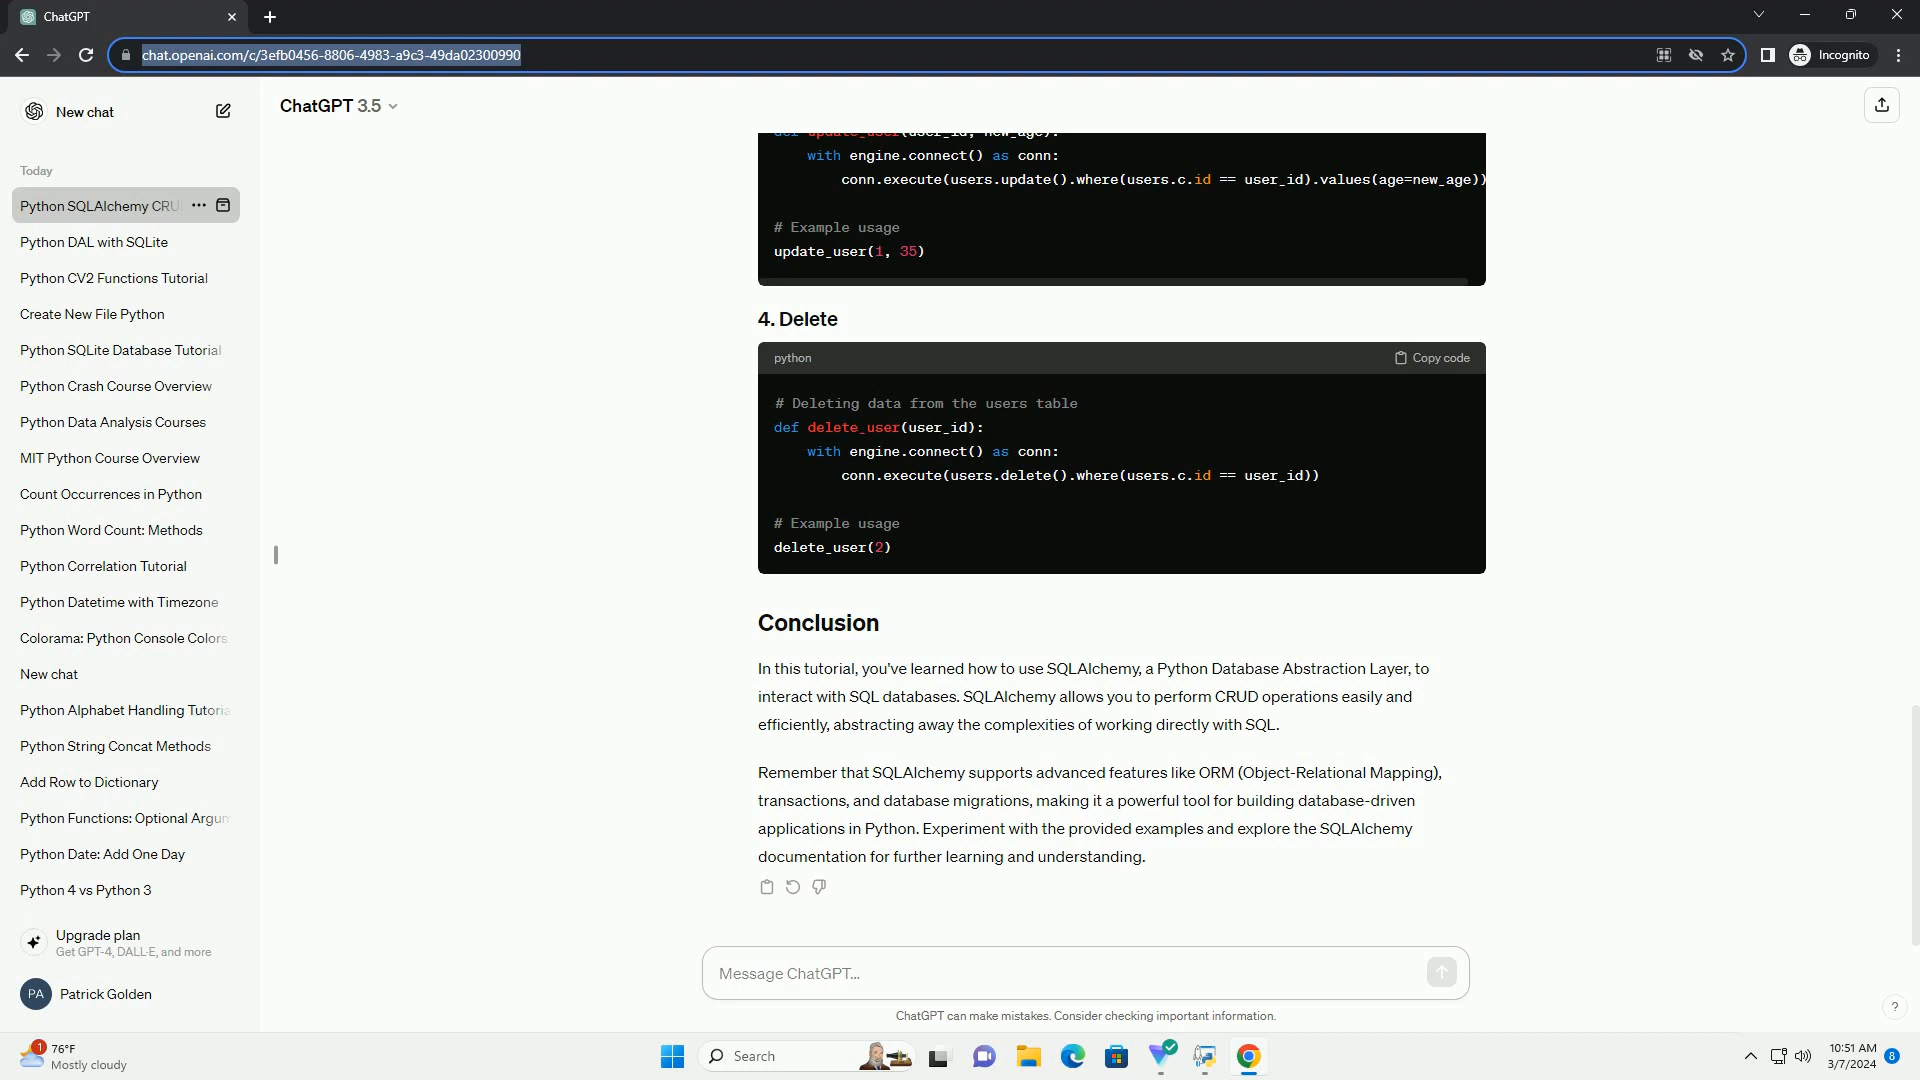 ChatGPT
chat.openai.com/c/3efb0456-8806-4983-a9c3-49da02300990
Incognito
New chat
ChatGPT 3.5
Today
Python SQLAlchemy CRU
Python DAL with SQLite
Python CV2 Functions Tutorial
Create New File Python
Python SQLite Database Tutorial
Python Crash Course Overview
Python Data Analysis Courses
MIT Python Course Overview
Count Occurrences in Python
Python Word Count: Methods
Python Correlation Tutorial
Python Datetime with Timezone
Colorama: Python Console Colors
New chat
Python Alphabet Handling Tutoria
Python String Concat Methods
Add Row to Dictionary
Python Functions: Optional Argum
Python Date: Add One Day
Python 4 vs Python 3
Upgrade plan
Get GPT-4, DALL·E, and more
PA Patrick Golden
def update_user(user_id, new_age):
with engine.connect() as conn:
conn.execute(users.update().where(users.c.id == user_id).values(age=new_age))
# Example usage
update_user(1, 35)
4. Delete
python
Copy code
# Deleting data from the users table
def delete_user(user_id):
with engine.connect() as conn:
conn.execute(users.delete().where(users.c.id == user_id))
# Example usage
delete_user(2)
Conclusion
In this tutorial, you've learned how to use SQLAlchemy, a Python Database Abstraction Layer, to
interact with SQL databases. SQLAlchemy allows you to perform CRUD operations easily and
efficiently, abstracting away the complexities of working directly with SQL.
Remember that SQLAlchemy supports advanced features like ORM (Object-Relational Mapping),
transactions, and database migrations, making it a powerful tool for building database-driven
applications in Python. Experiment with the provided examples and explore the SQLAlchemy
documentation for further learning and understanding.
Message ChatGPT...
ChatGPT can make mistakes. Consider checking important information.
?
1
76°F
Mostly cloudy
Search
10:51 AM
3/7/2024
8